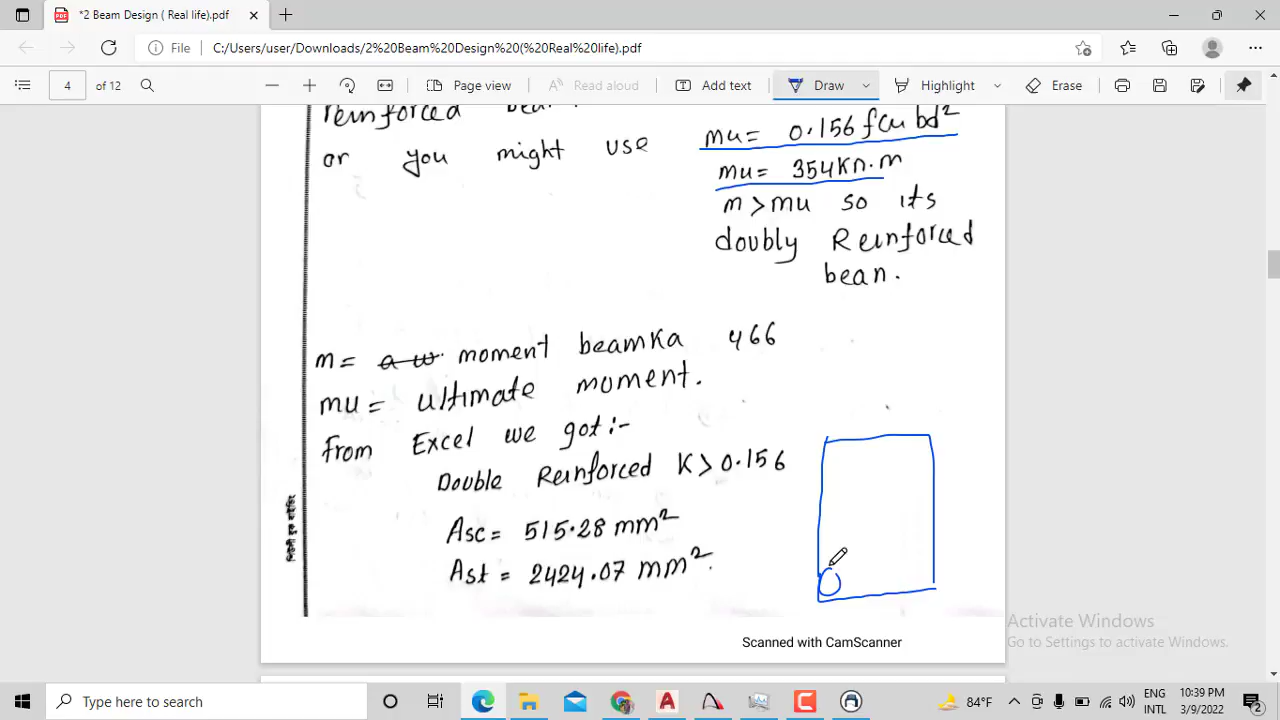 *2 Beam Design ( Real life).pdf
File
C:/Users/user/Downloads/2%20Beam%20Design%20(%20Real%20life).pdf
4 of 12
Page view
Read aloud
Add text
Draw
Highlight
Erase
reinforced
or you might use
mu= 0.156 fcu bd²
mu= 354Kn.m
m>mu so its
doubly Reinforced
bean.
m= moment beamKa 466
mu= ultimate moment.
from Excel we got:-
Double Reinforced K>0.156
Asc= 515.28 mm²
Ast = 2424.07 mm².
Scanned with CamScanner
Activate Windows
Go to Settings to activate Windows.
Type here to search
84°F
ENG
INTL
10:39 PM
3/9/2022
2